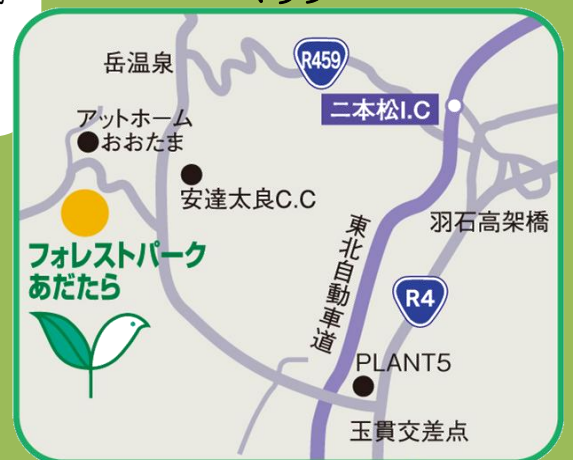 岳温泉
R459
二本松I.C
アットホーム
おおたま
安達太良C.C
羽石高架橋
フォレストパーク
あだたら
東北自動車道
R4
PLANT5
玉貫交差点